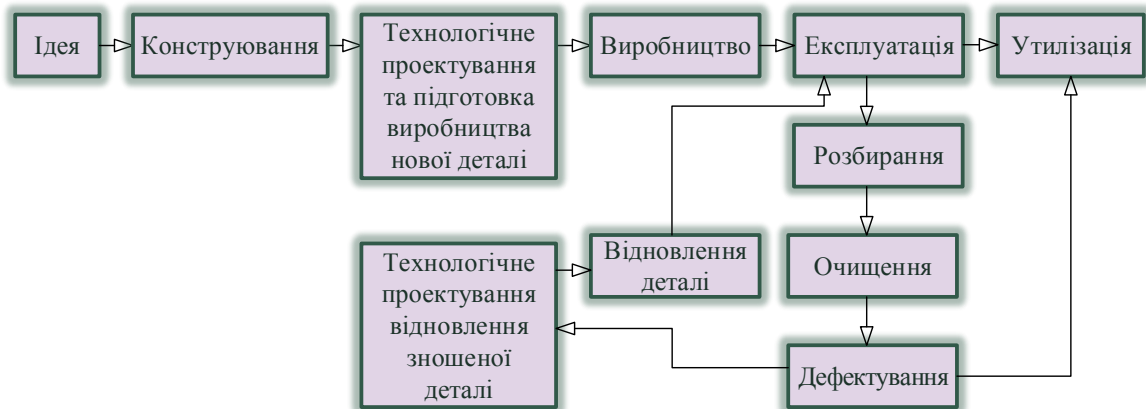 Ідея
Конструювання
Технологічне
проектування
та підготовка
виробництва
нової деталі
Виробництво
Експлуатація
Утилізація
Розбирання
Технологічне
проектування
відновлення
зношеної
деталі
Відновлення
деталі
Очищення
Дефектування